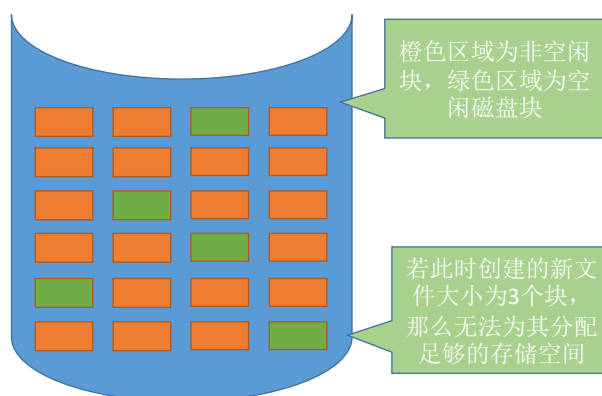 橙色区域为非空闲
块，绿色区域为空
闲磁盘块
若此时创建的新文
件大小为3个块，
那么无法为其分配
足够的存储空间